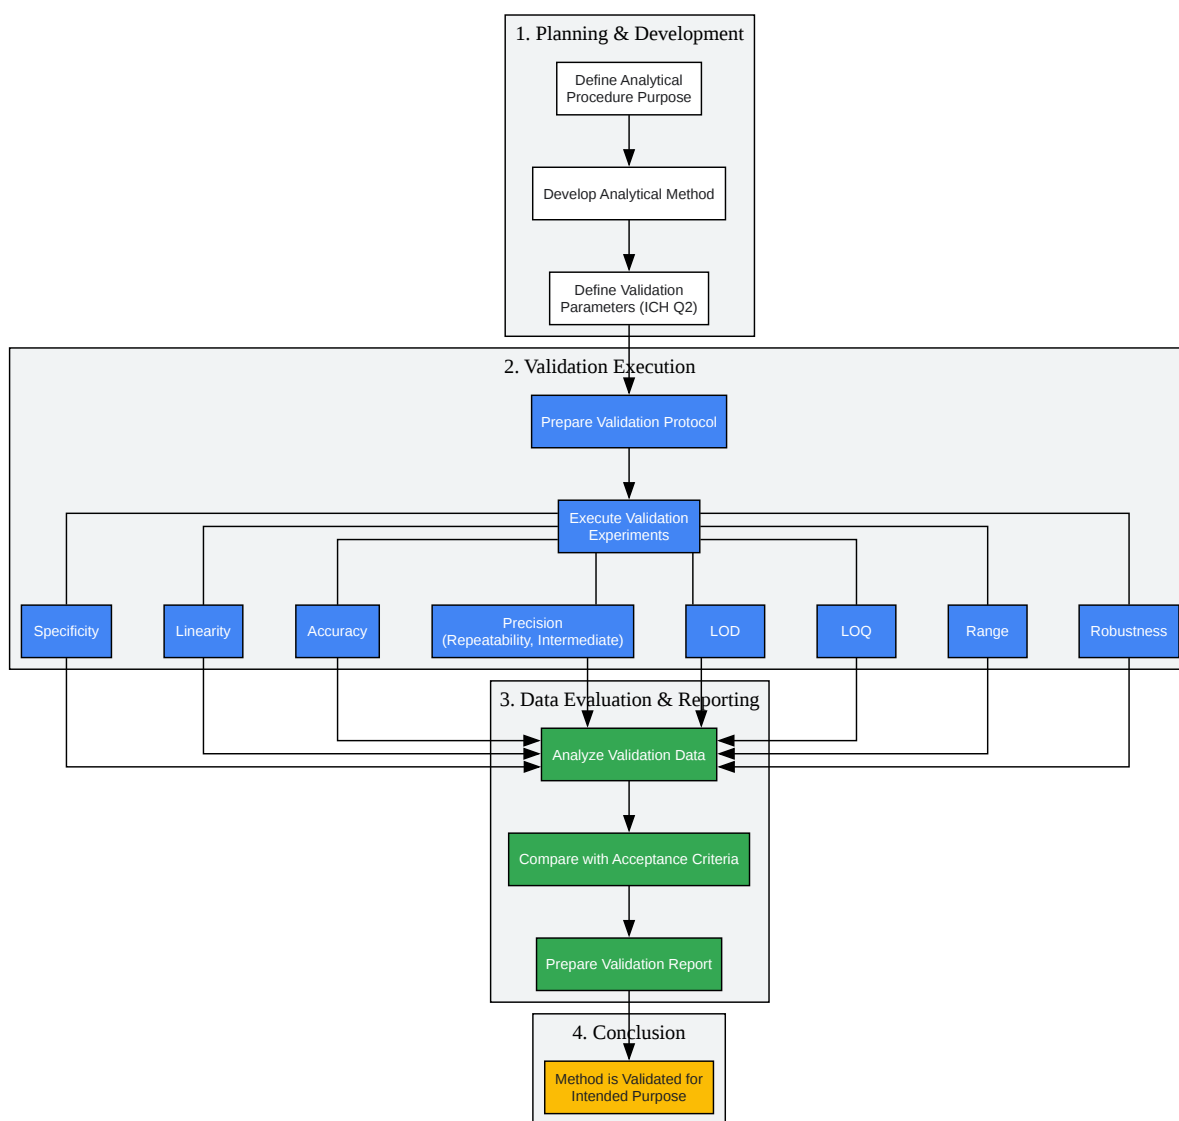 1. Planning & Development
Define Analytical
Procedure Purpose
Develop Analytical Method
Define Validation
Parameters (ICH Q2)
2. Validation Execution
Prepare Validation Protocol
Execute Validation
Experiments
Specificity
Linearity
Accuracy
Precision
(Repeatability, Intermediate)
LOD
LOQ
Range
Robustness
3. Data Evaluation & Reporting
Analyze Validation Data
Compare with Acceptance Criteria
Prepare Validation Report
4. Conclusion
Method is Validated for
Intended Purpose